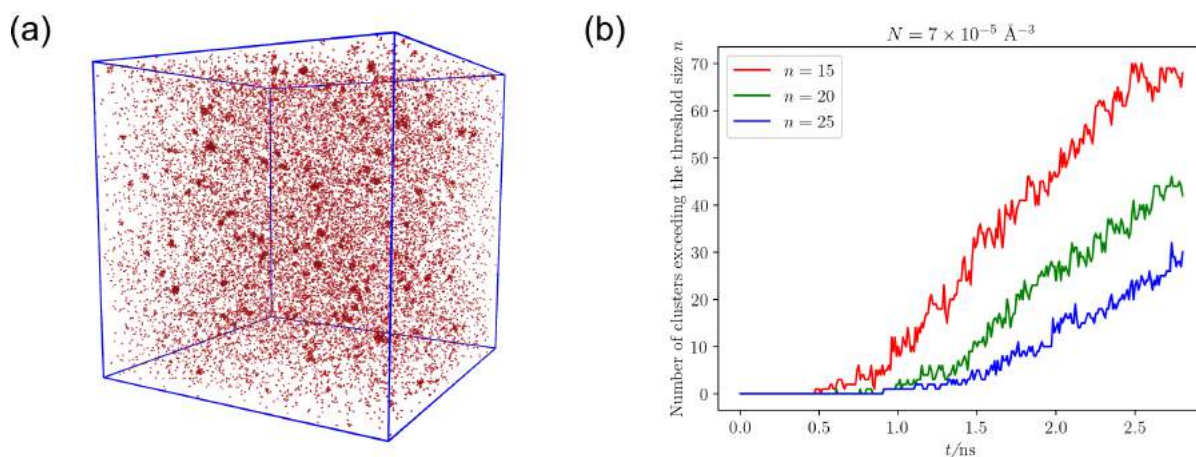 (a)
(b)
N = 7 × 10⁻⁵ Å⁻³
Number of clusters exceeding the threshold size n
70
60
50
40
30
20
10
0
n = 15
n = 20
n = 25
0.0 0.5 1.0 1.5 2.0 2.5
t/ns